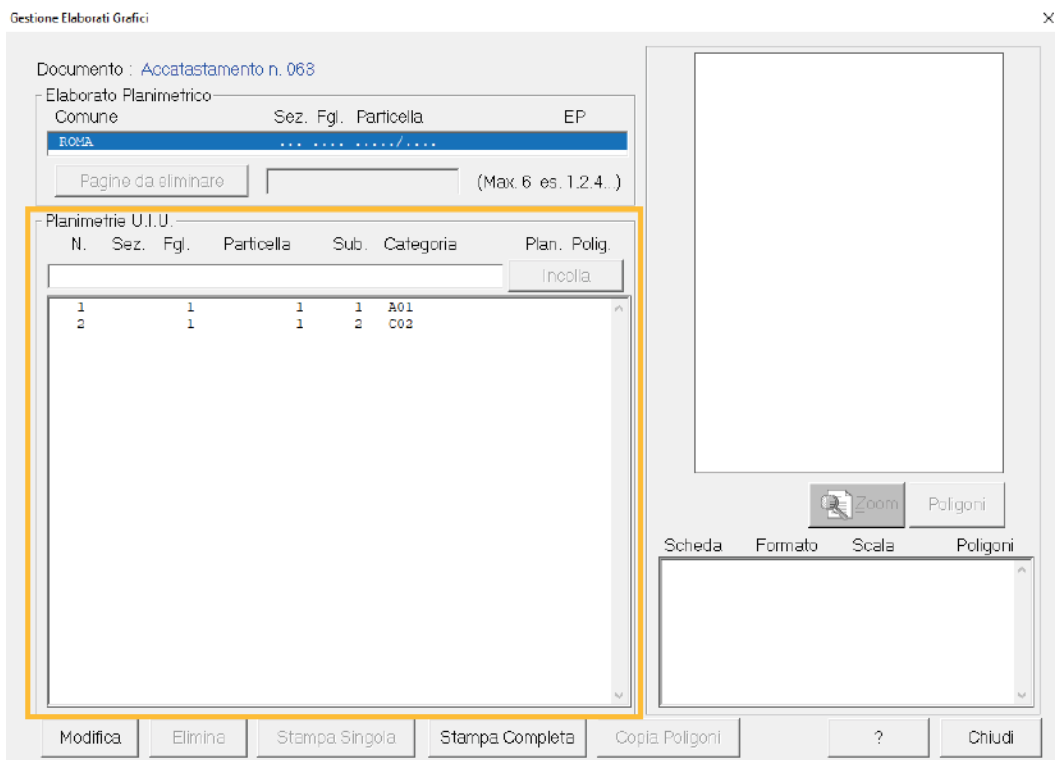 Gestione Elaborati Grafici
Documento : Accatastamento n. 063
Elaborato Planimetrico
Comune Sez. Fgl. Particella EP
ROMA ... .... ...../....
Pagine da eliminare (Max. 6 es. 1.2.4...)
Planimetrie U.I.U.
N. Sez. Fgl. Particella Sub. Categoria Plan. Polig.
Incolla
1 1 1 1 A01
2 1 1 2 C02
Zoom Poligoni
Scheda Formato Scala Poligoni
Modifica Elimina Stampa Singola Stampa Completa Copia Poligoni ? Chiudi